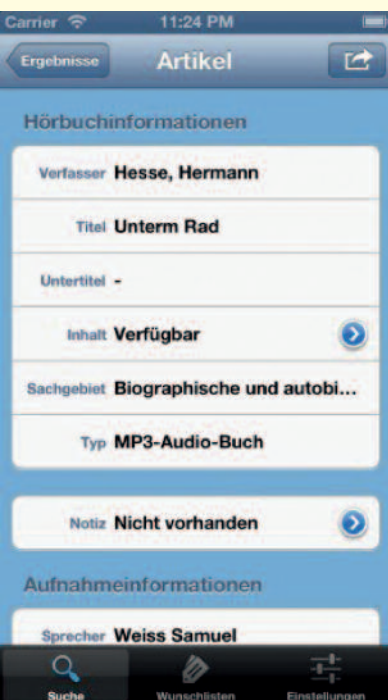 Carrier 11:24 PM
Ergebnisse Artikel
Hörbuchinformationen
Verfasser Hesse, Hermann
Titel Unterm Rad
Untertitel -
Inhalt Verfügbar
Sachgebiet Biographische und autobi...
Typ MP3-Audio-Buch
Notiz Nicht vorhanden
Aufnahmeinformationen
Sprecher Weiss Samuel
Suche Wunschlisten Einstellungen